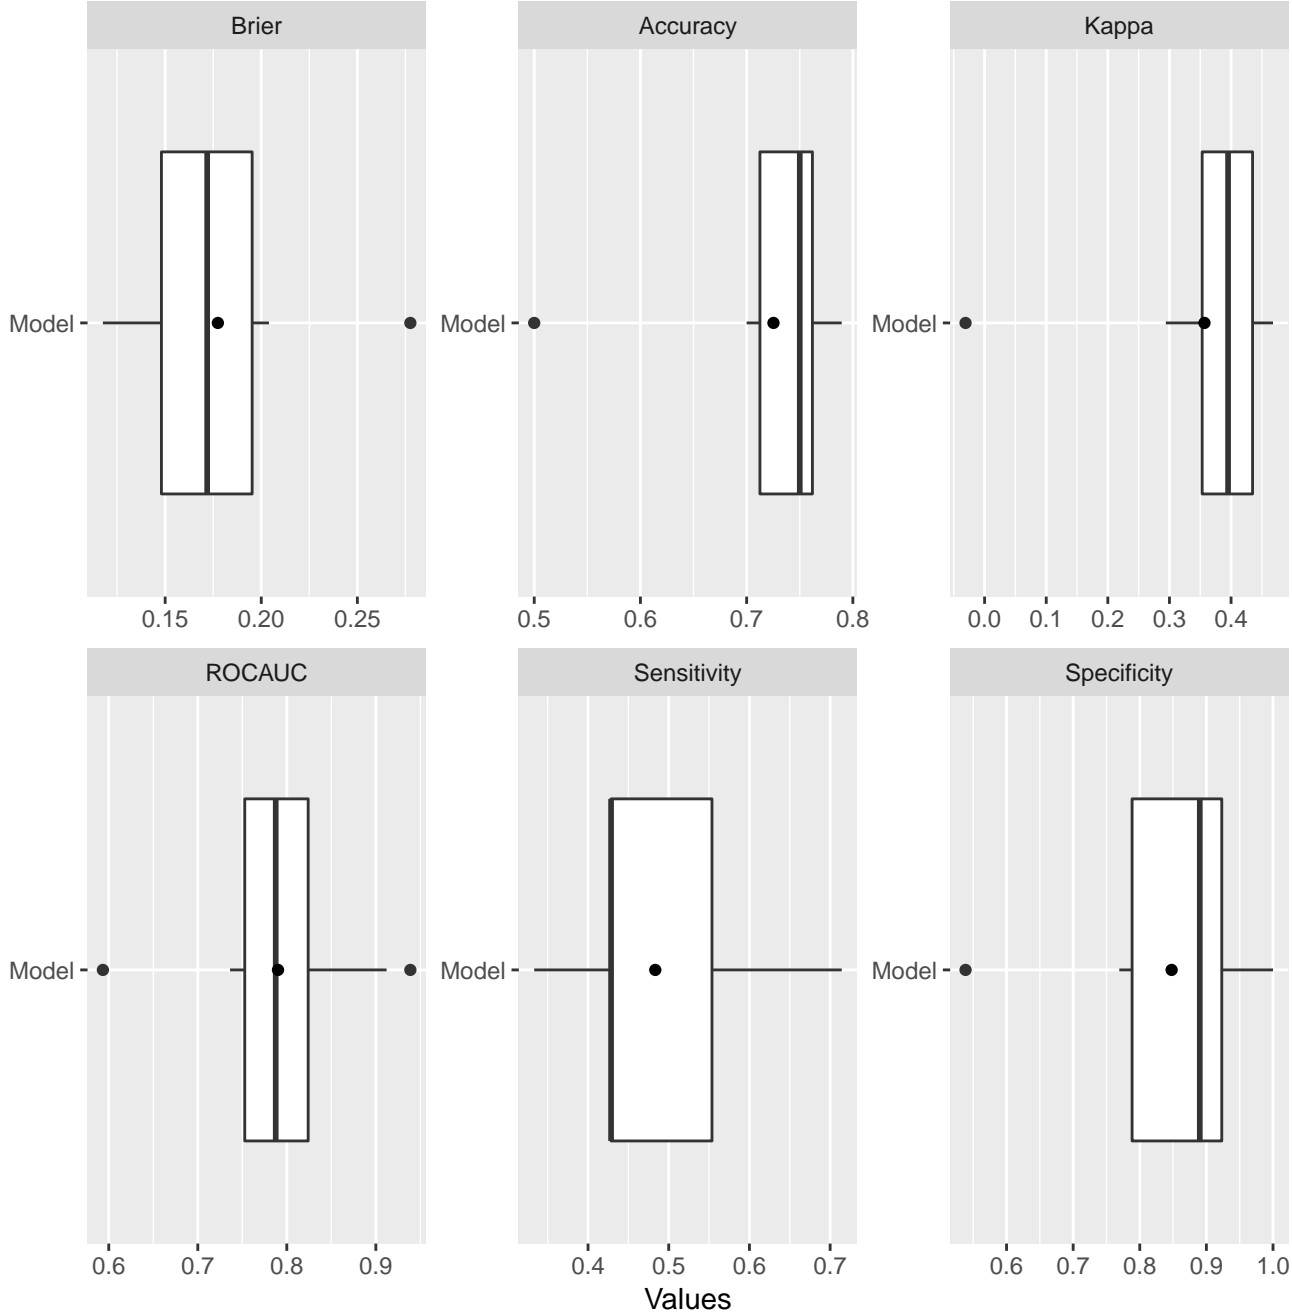 Brier Accuracy Kappa
Model Model Model
0.15 0.20 0.25 0.5 0.6 0.7 0.8 0.0 0.1 0.2 0.3 0.4
ROCAUC Sensitivity Specificity
Model Model Model
0.6 0.7 0.8 0.9 0.4 0.5 0.6 0.7 0.6 0.7 0.8 0.9 1.0
Values